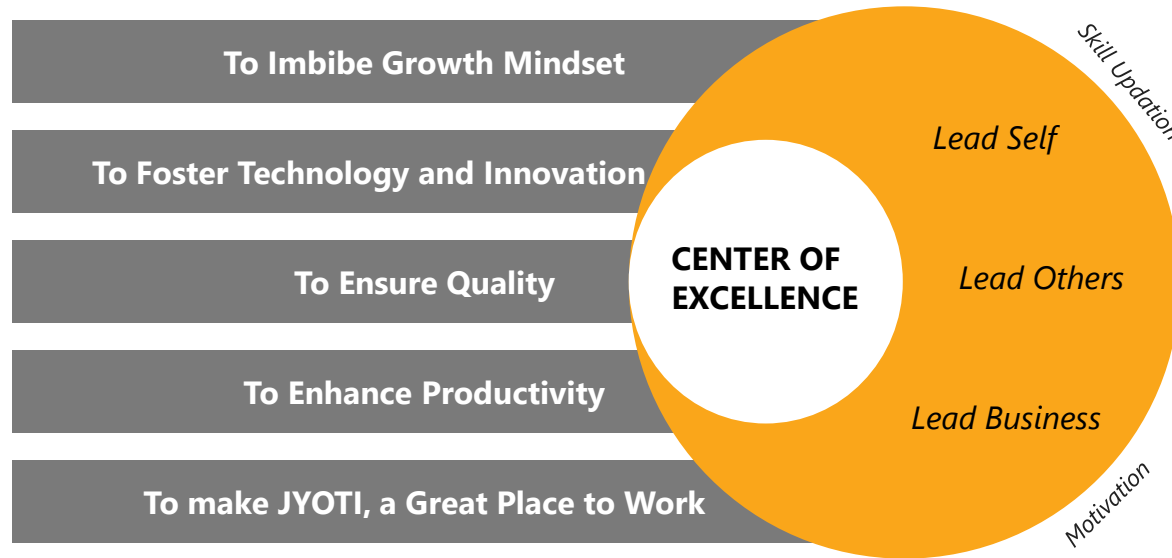 To Imbibe Growth Mindset
To Foster Technology and Innovation
To Ensure Quality
To Enhance Productivity
To make JYOTI, a Great Place to Work
CENTER OF
EXCELLENCE
Lead Self
Lead Others
Lead Business
Skill Updation
Motivation